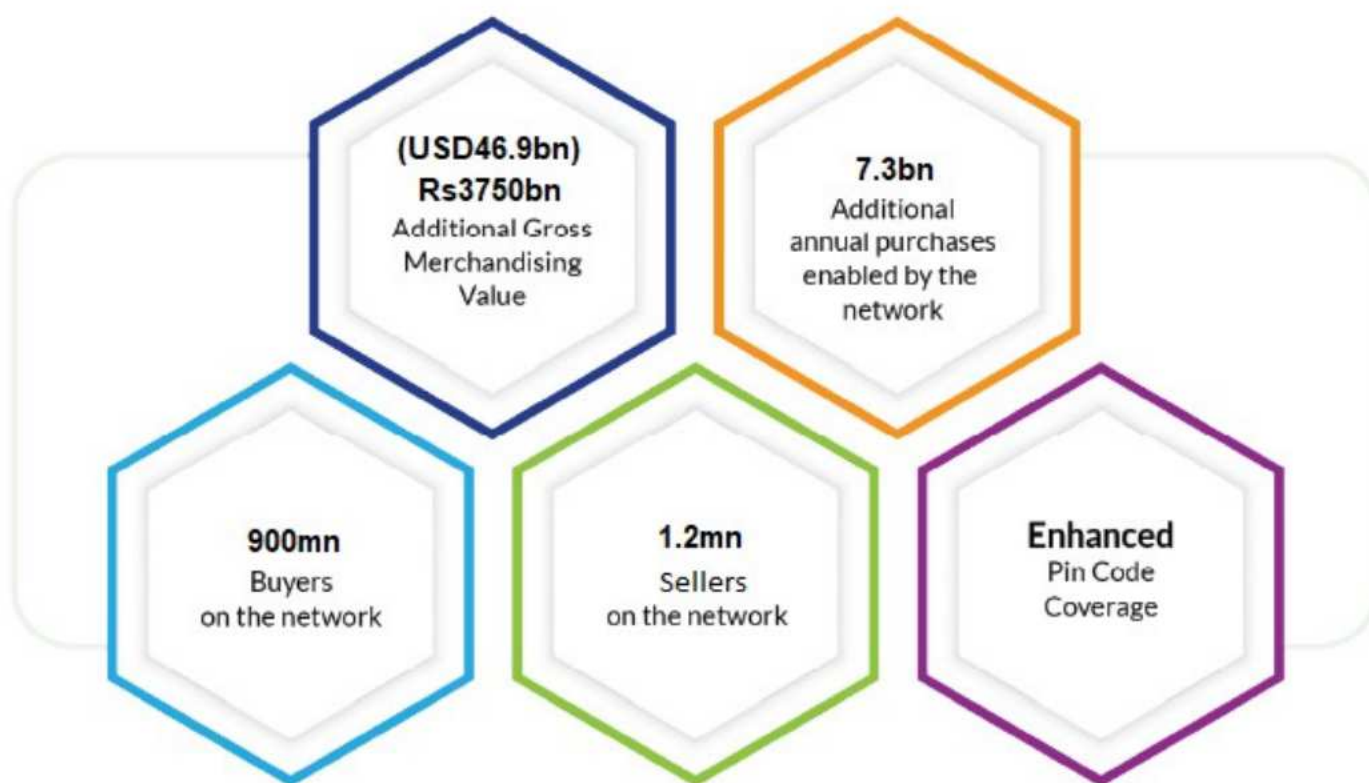 (USD46.9bn)
Rs3750bn
Additional Gross
Merchandising
Value
7.3bn
Additional
annual purchases
enabled by the
network
900mn
Buyers
on the network
1.2mn
Sellers
on the network
Enhanced
Pin Code
Coverage